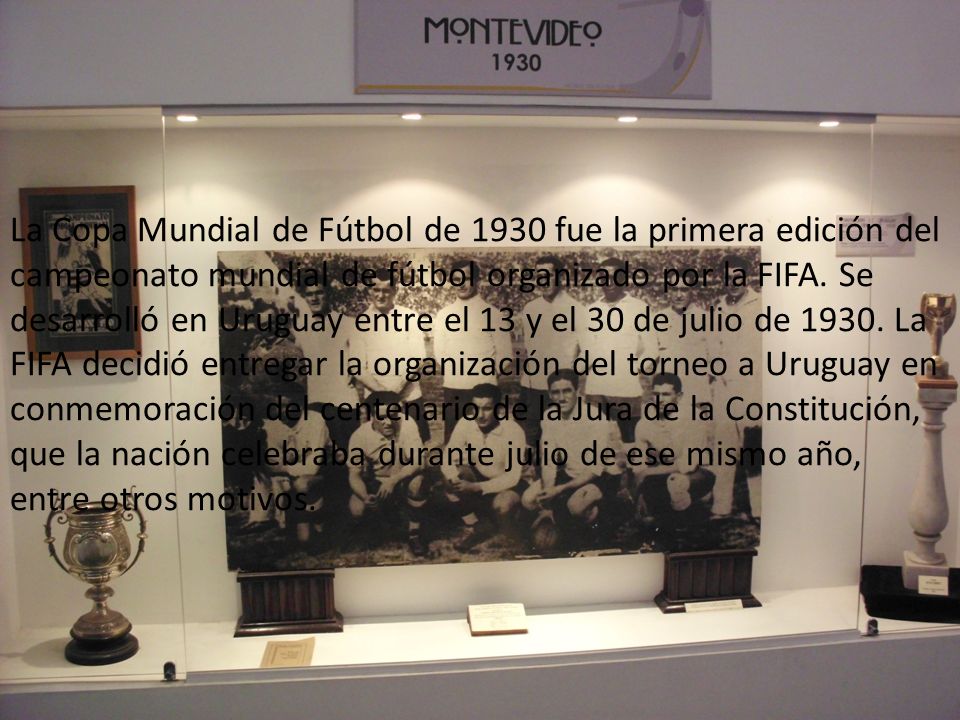 MONTEVIDEO
1930
CAMPEONATO
La Copa Mundial de Fútbol de 1930 fue la primera edición del
campeonato mundial de fútbol organizado por la FIFA. Se
desarrolló en Uruguay entre el 13 y el 30 de julio de 1930. La
FIFA decidió entregar la organización del torneo a Uruguay en
conmemoración del centenario de la Jura de la Constitución,
que la nación celebraba durante julio de ese mismo año,
entre otros motivos.